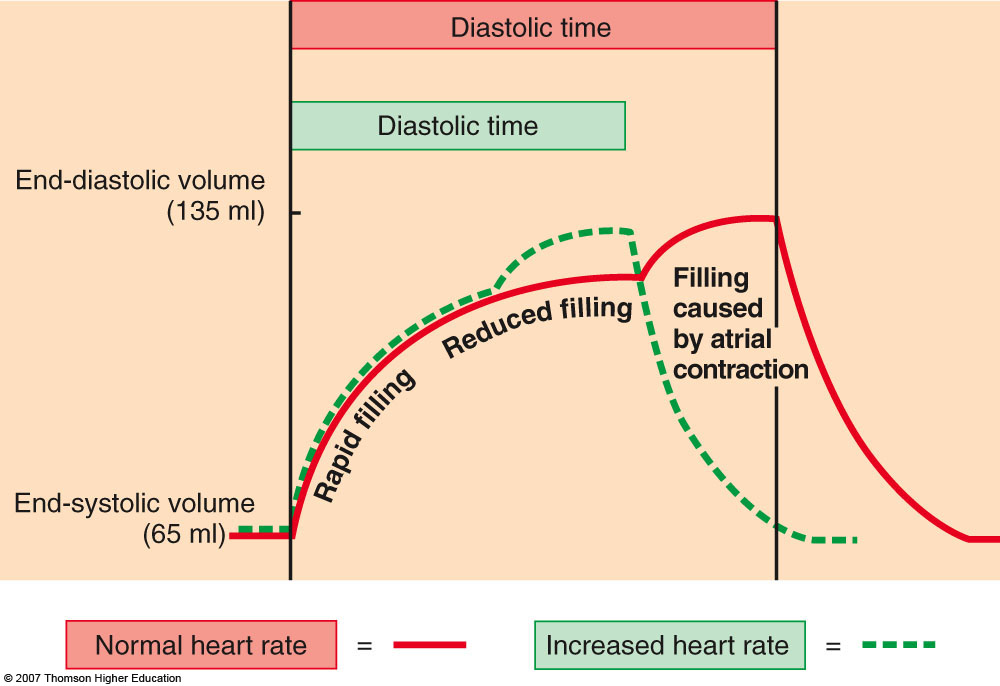 Diastolic time
Diastolic time
End-diastolic volume
(135 ml)
Filling
caused
by atrial
contraction
Reduced filling
Rapid filling
End-systolic volume
(65 ml)
Normal heart rate =
Increased heart rate =
© 2007 Thomson Higher Education